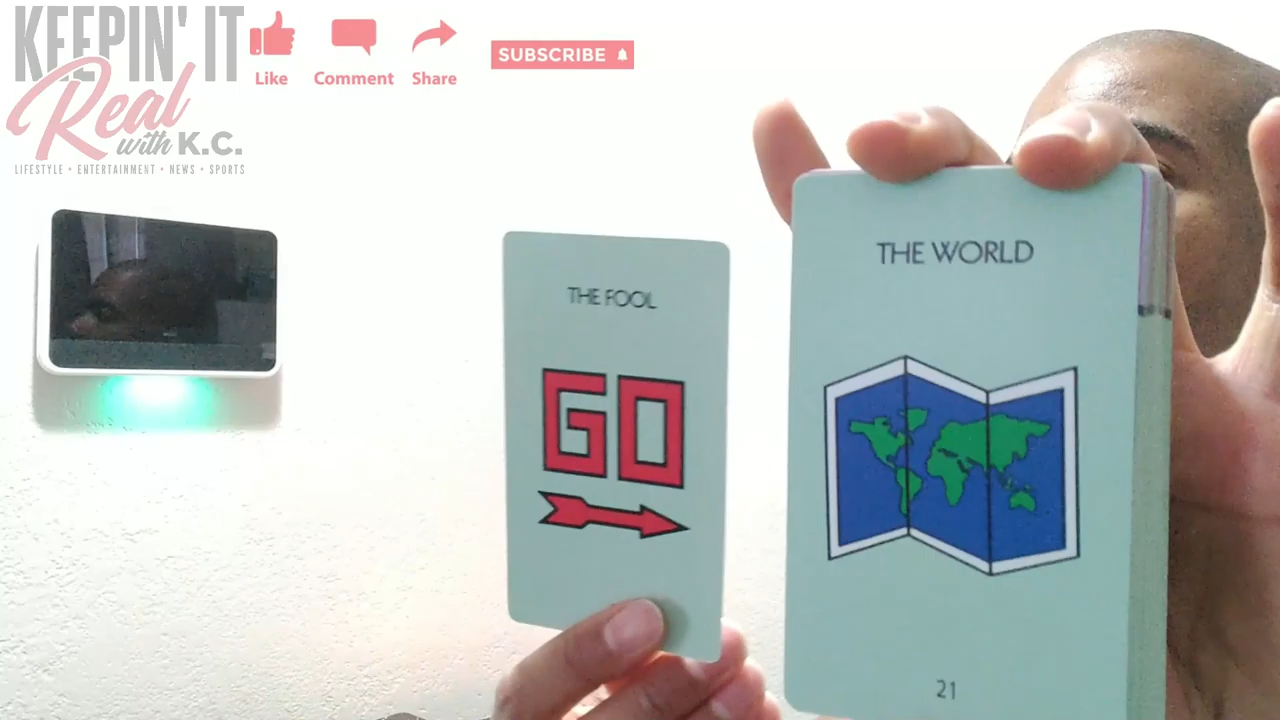 KEEPIN' IT
Real
with K.C.
LIFESTYLE • ENTERTAINMENT • NEWS • SPORTS
Like
Comment
Share
SUBSCRIBE
THE FOOL
GO
THE WORLD
21